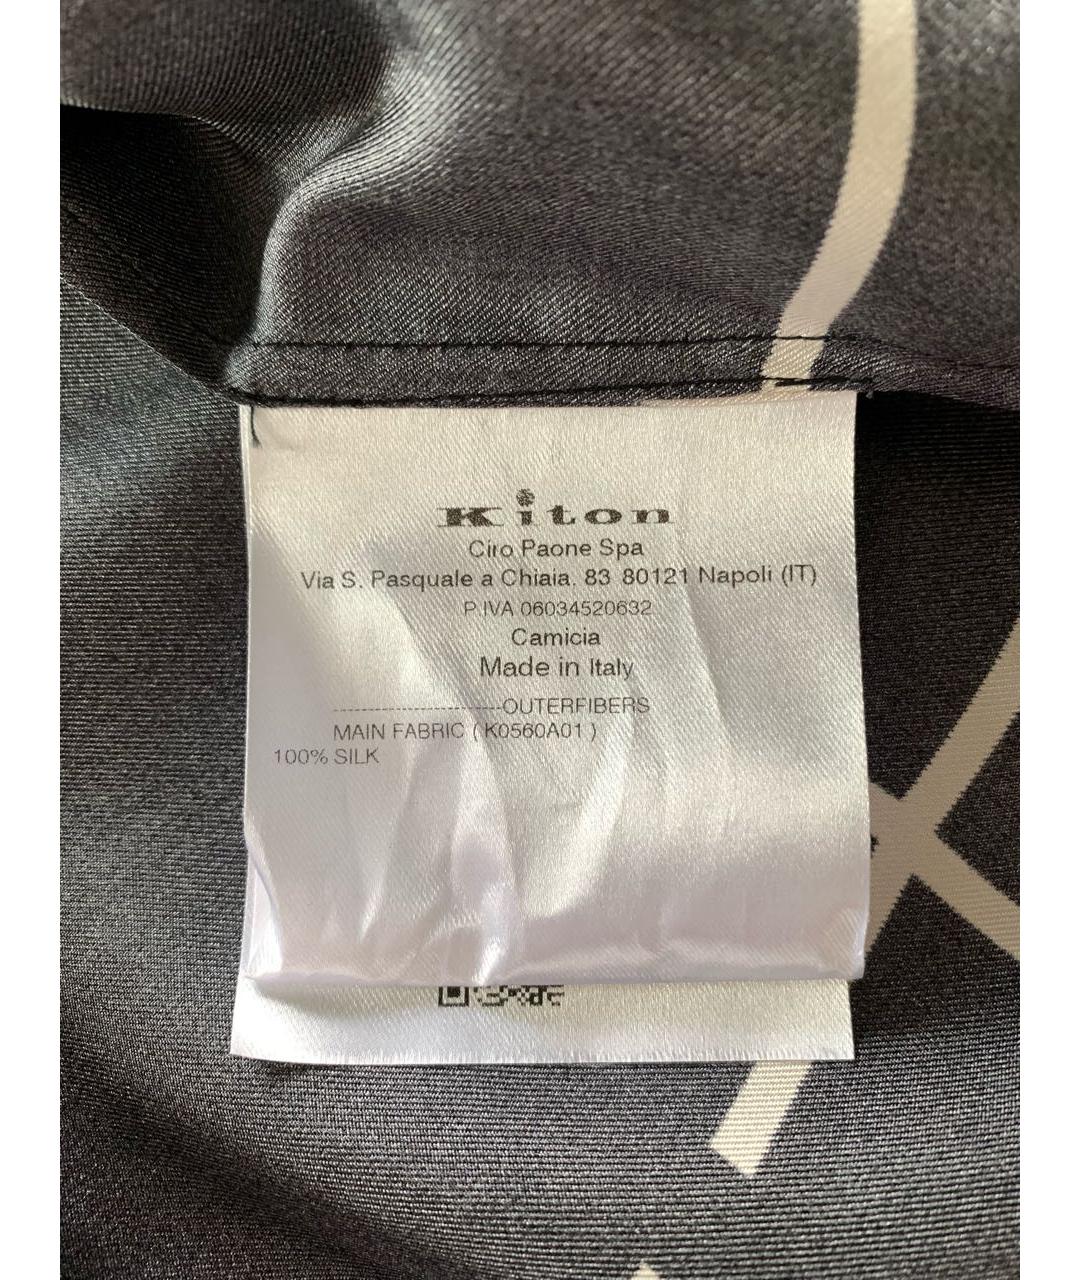 Kiton
Ciro Paone Spa
Via S. Pasquale a Chiaia, 83 80121 Napoli (IT)
P.IVA 06034520632
Camicia
Made in Italy
-------------------------OUTERFIBERS
MAIN FABRIC ( K0560A01 )
100% SILK